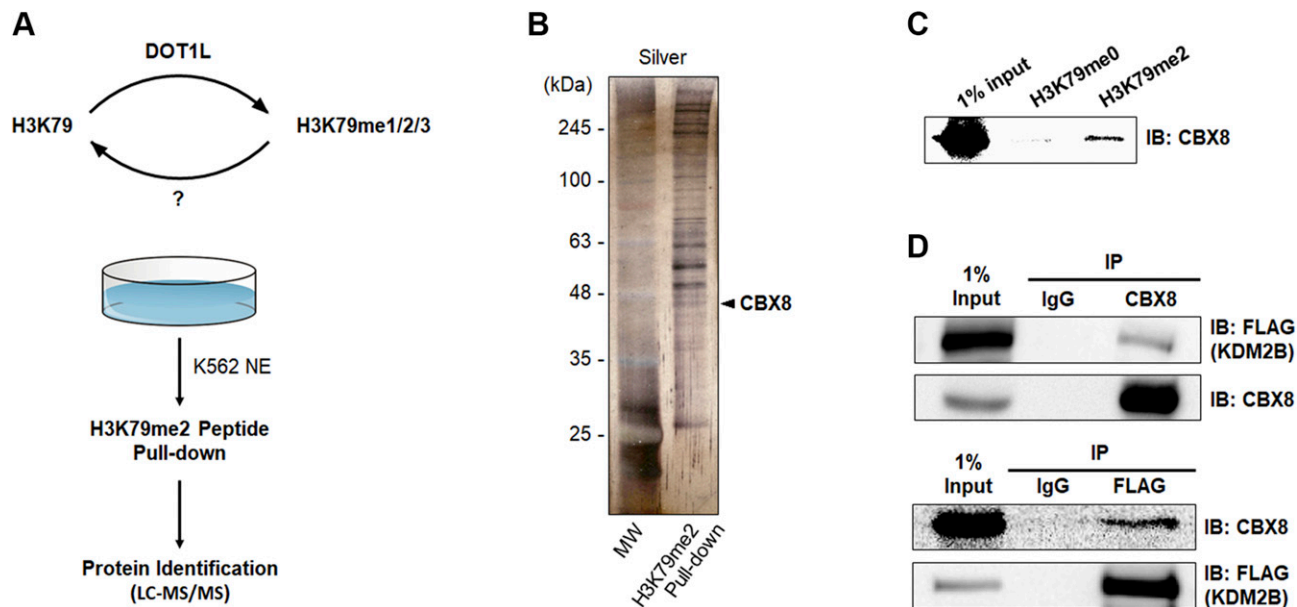 A
DOT1L
H3K79
H3K79me1/2/3
?
K562 NE
H3K79me2 Peptide
Pull-down
Protein Identification
(LC-MS/MS)
B
Silver
(kDa)
245 -
100 -
63 -
48 -
35 -
25 -
CBX8
MW
H3K79me2
Pull-down
C
1% input
H3K79me0
H3K79me2
IB: CBX8
D
1%
Input
IP
IgG
CBX8
IB: FLAG
(KDM2B)
IB: CBX8
1%
Input
IP
IgG
FLAG
IB: CBX8
IB: FLAG
(KDM2B)